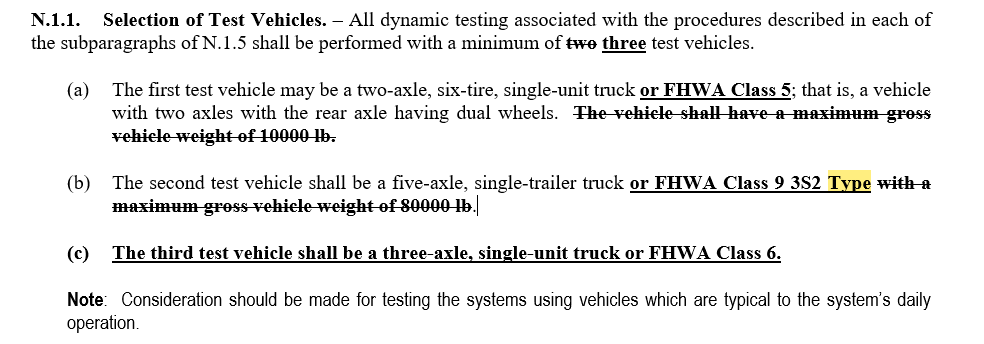 N.1.1. Selection of Test Vehicles. – All dynamic testing associated with the procedures described in each of
the subparagraphs of N.1.5 shall be performed with a minimum of two three test vehicles.
(a) The first test vehicle may be a two-axle, six-tire, single-unit truck or FHWA Class 5; that is, a vehicle
with two axles with the rear axle having dual wheels. The vehicle shall have a maximum gross
vehicle weight of 10000 lb.
(b) The second test vehicle shall be a five-axle, single-trailer truck or FHWA Class 9 3S2 Type with a
maximum gross vehicle weight of 80000 lb.
(c) The third test vehicle shall be a three-axle, single-unit truck or FHWA Class 6.
Note: Consideration should be made for testing the systems using vehicles which are typical to the system's daily
operation.